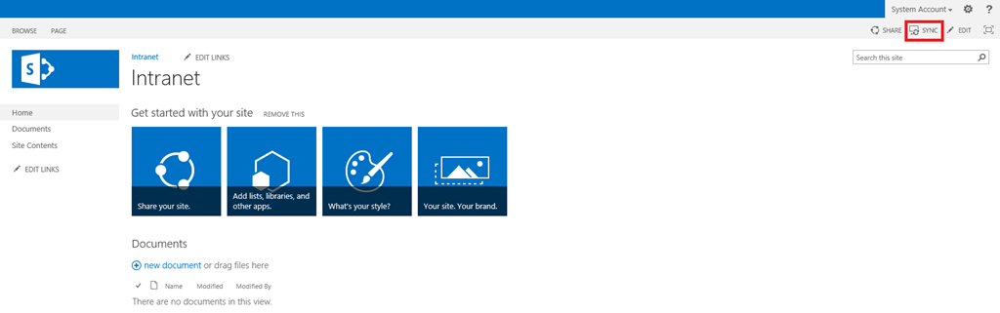 System Account ?
BROWSE PAGE SHARE SYNC EDIT
S
Intranet EDIT LINKS
Search this site
Intranet
Home
Documents
Site Contents
EDIT LINKS
Get started with your site REMOVE THIS
Share your site.
Add lists, libraries, and
other apps.
What's your style?
Your site. Your brand.
Documents
new document or drag files here
Name Modified Modified By
There are no documents in this view.